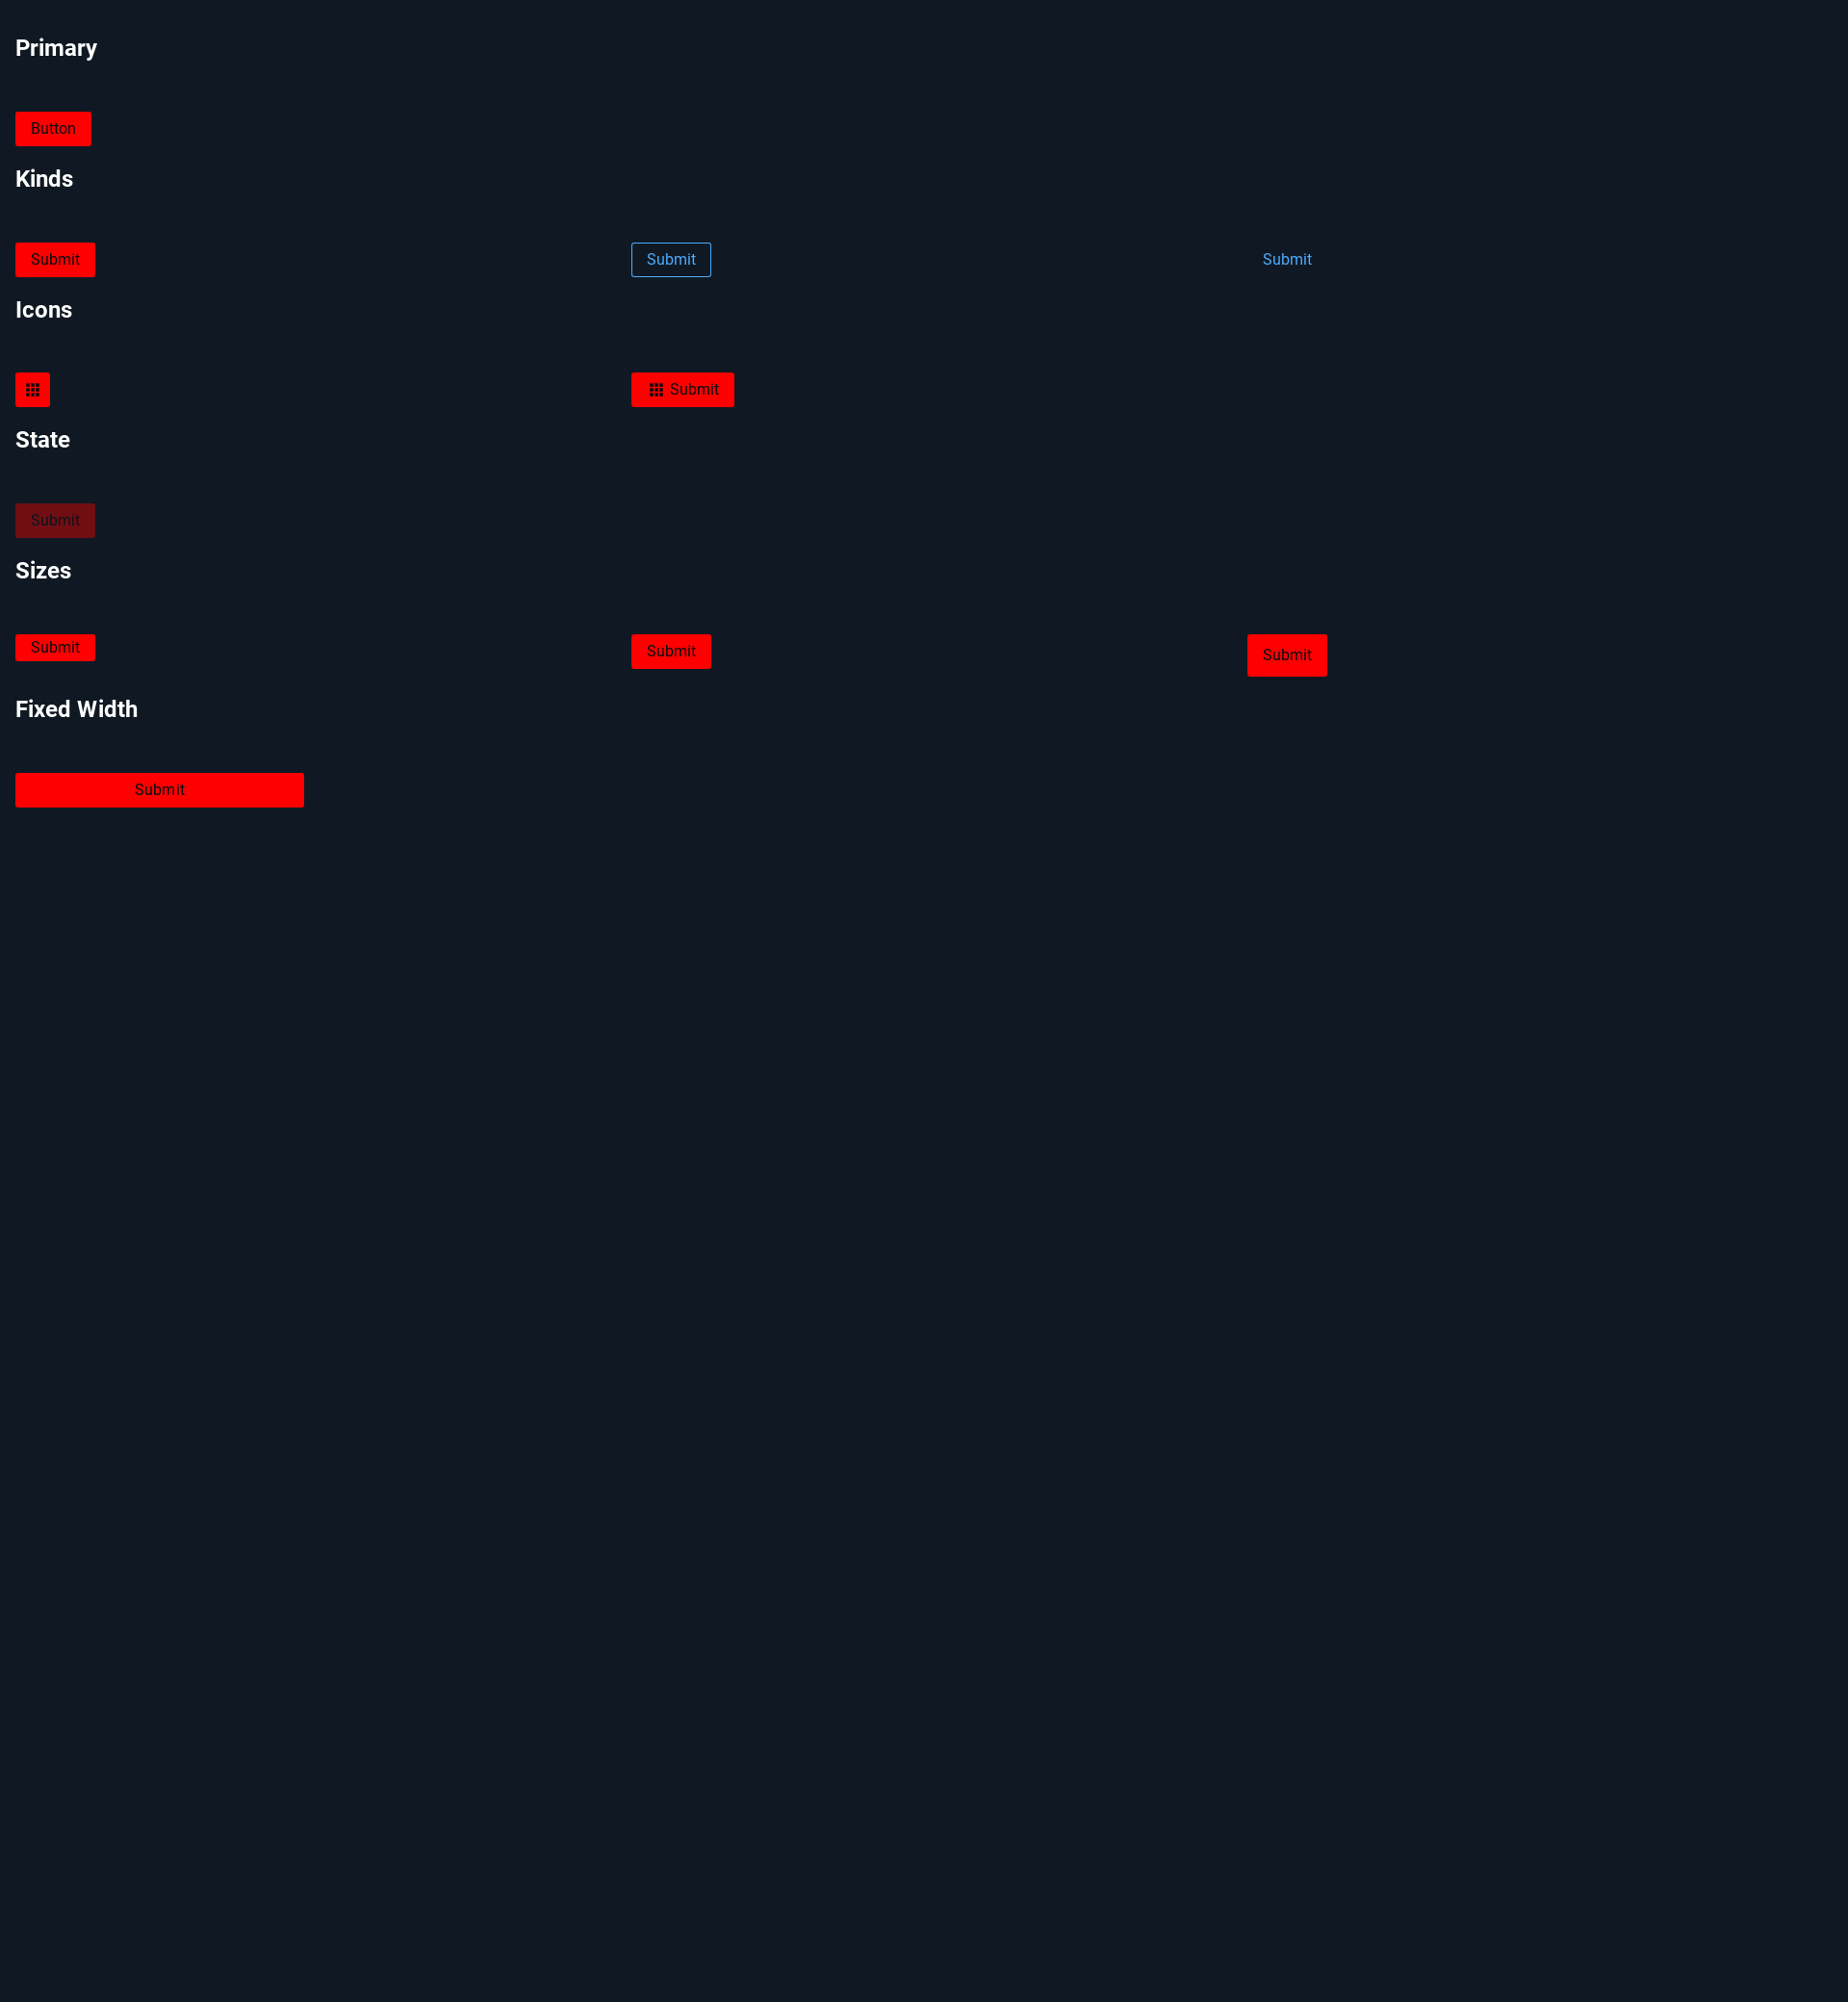 Primary
Button
Kinds
Submit Submit Submit
Icons
Submit
State
Submit
Sizes
Submit Submit Submit
Fixed Width
Submit